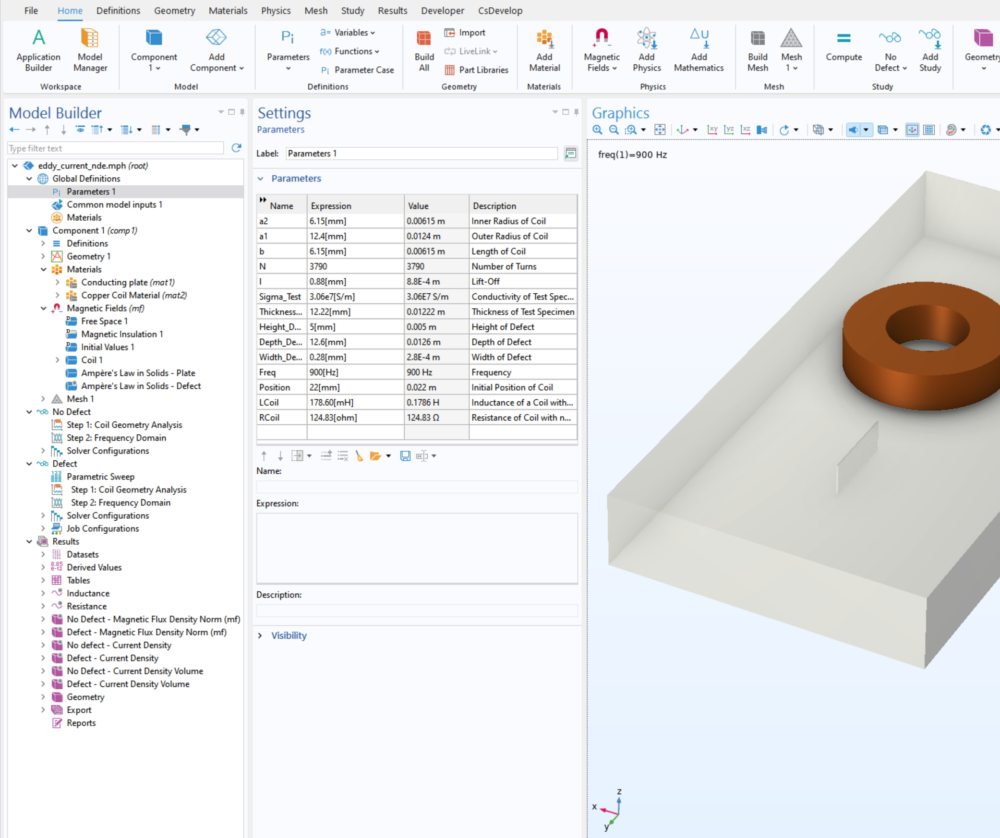 File Home Definitions Geometry Materials Physics Mesh Study Results Developer CsDevelop
Application Builder
Model Manager
Workspace
Component 1
Add Component
Model
Parameters
a= Variables
f(x) Functions
Pi Parameter Case
Definitions
Build All
Import
LiveLink
Part Libraries
Geometry
Add Material
Materials
Magnetic Fields
Add Physics
Add Mathematics
Physics
Build Mesh
Mesh 1
Mesh
Compute
No Defect
Add Study
Study
Geometry
Model Builder
Type filter text
eddy_current_nde.mph (root)
Global Definitions
Parameters 1
Common model inputs 1
Materials
Component 1 (comp1)
Definitions
Geometry 1
Materials
Conducting plate (mat1)
Copper Coil Material (mat2)
Magnetic Fields (mf)
Free Space 1
Magnetic Insulation 1
Initial Values 1
Coil 1
Ampère's Law in Solids - Plate
Ampère's Law in Solids - Defect
Mesh 1
No Defect
Step 1: Coil Geometry Analysis
Step 2: Frequency Domain
Solver Configurations
Defect
Parametric Sweep
Step 1: Coil Geometry Analysis
Step 2: Frequency Domain
Solver Configurations
Job Configurations
Results
Datasets
Derived Values
Tables
Inductance
Resistance
No Defect - Magnetic Flux Density Norm (mf)
Defect - Magnetic Flux Density Norm (mf)
No defect - Current Density
Defect - Current Density
No Defect - Current Density Volume
Defect - Current Density Volume
Geometry
Export
Reports
Settings
Parameters
Label: Parameters 1
Parameters
Name Expression Value Description
a2 6.15[mm] 0.00615 m Inner Radius of Coil
a1 12.4[mm] 0.0124 m Outer Radius of Coil
b 6.15[mm] 0.00615 m Length of Coil
N 3790 3790 Number of Turns
l 0.88[mm] 8.8E-4 m Lift-Off
Sigma_Test 3.06e7[S/m] 3.06E7 S/m Conductivity of Test Spec...
Thickness... 12.22[mm] 0.01222 m Thickness of Test Specimen
Height_D... 5[mm] 0.005 m Height of Defect
Depth_De... 12.6[mm] 0.0126 m Depth of Defect
Width_De... 0.28[mm] 2.8E-4 m Width of Defect
Freq 900[Hz] 900 Hz Frequency
Position 22[mm] 0.022 m Initial Position of Coil
LCoil 178.60[mH] 0.1786 H Inductance of a Coil with...
RCoil 124.83[ohm] 124.83 Ω Resistance of Coil with n...
Name:
Expression:
Description:
Visibility
Graphics
xy yz xz
freq(1)=900 Hz
z
x
y